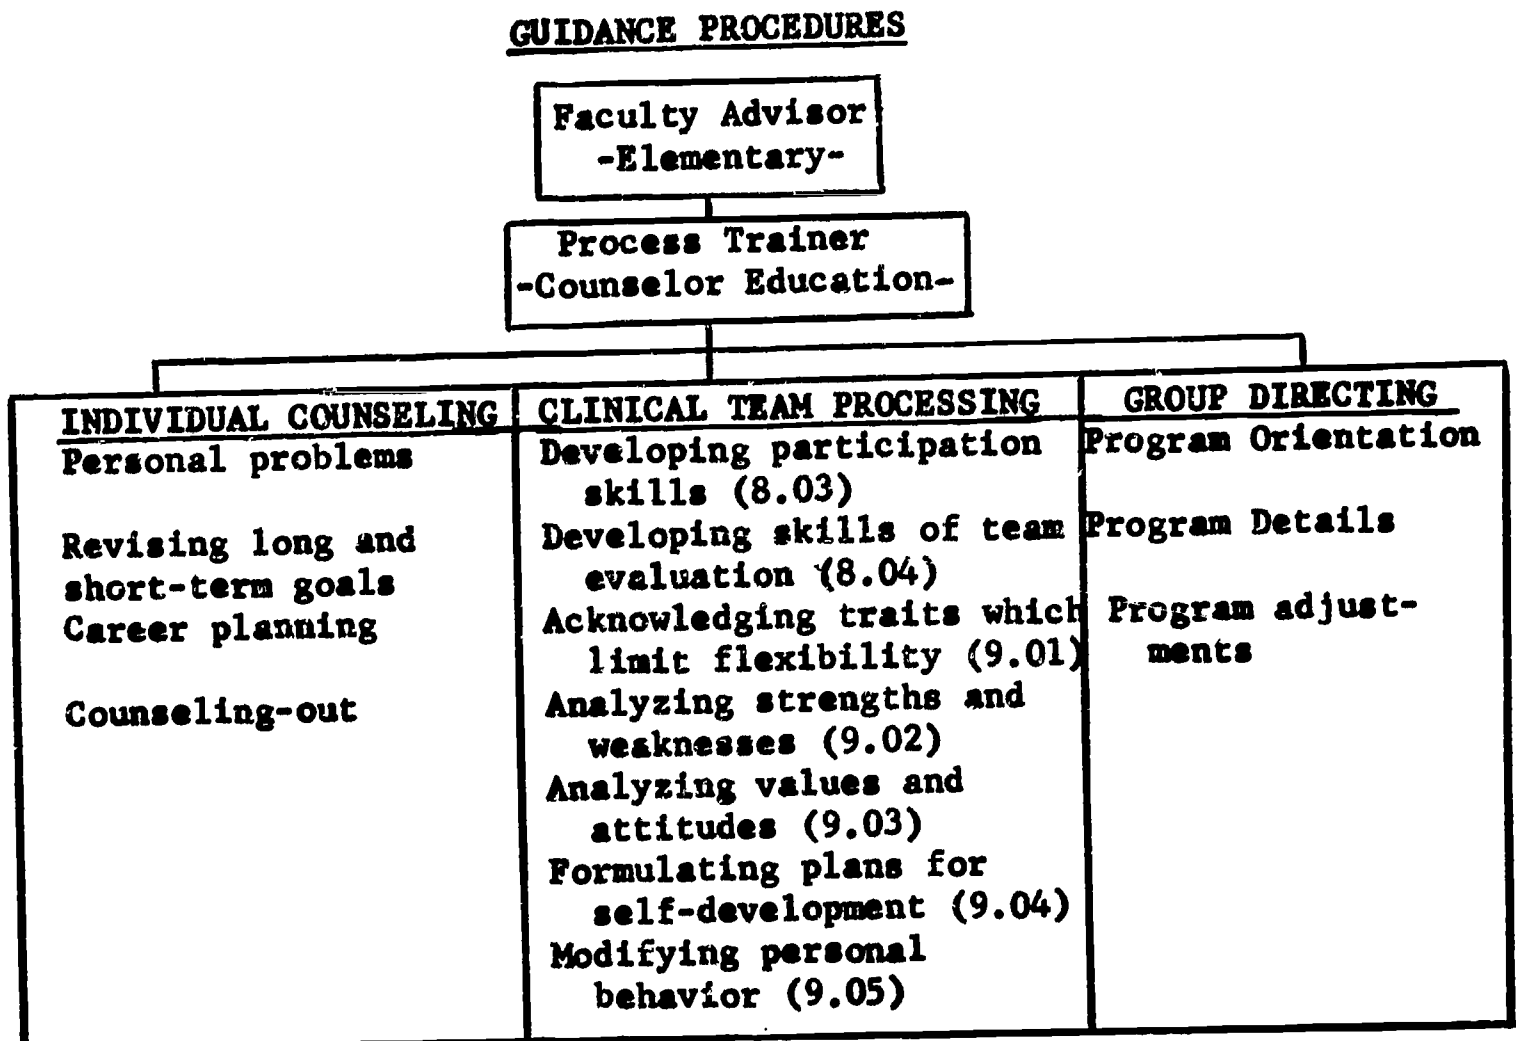 GUIDANCE PROCEDURES
Faculty Advisor
-Elementary-
Process Trainer
-Counselor Education-
INDIVIDUAL COUNSELING
Personal problems
Revising long and
short-term goals
Career planning
Counseling-out
CLINICAL TEAM PROCESSING
Developing participation
skills (8.03)
Developing skills of team
evaluation (8.04)
Acknowledging traits which
limit flexibility (9.01)
Analyzing strengths and
weaknesses (9.02)
Analyzing values and
attitudes (9.03)
Formulating plans for
self-development (9.04)
Modifying personal
behavior (9.05)
GROUP DIRECTING
Program Orientation
Program Details
Program adjust-
ments